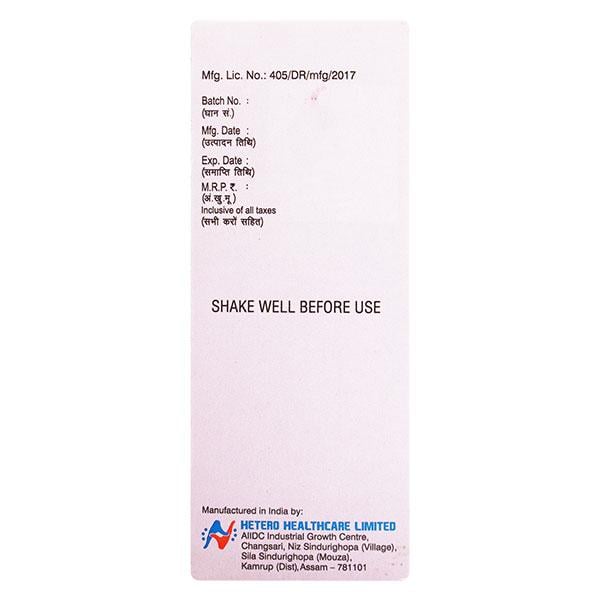 Mfg. Lic. No.: 405/DR/mfg/2017
Batch No. :
(घान सं.)
Mfg. Date :
(उत्पादन तिथि)
Exp. Date :
(समाप्ति तिथि)
M.R.P. ₹. :
(अं.खु.मू.)
Inclusive of all taxes
(सभी करों सहित)
SHAKE WELL BEFORE USE
Manufactured in India by:
HETERO HEALTHCARE LIMITED
AIIDC Industrial Growth Centre,
Changsari, Niz Sindurighopa (Village),
Sila Sindurighopa (Mouza),
Kamrup (Dist), Assam – 781101